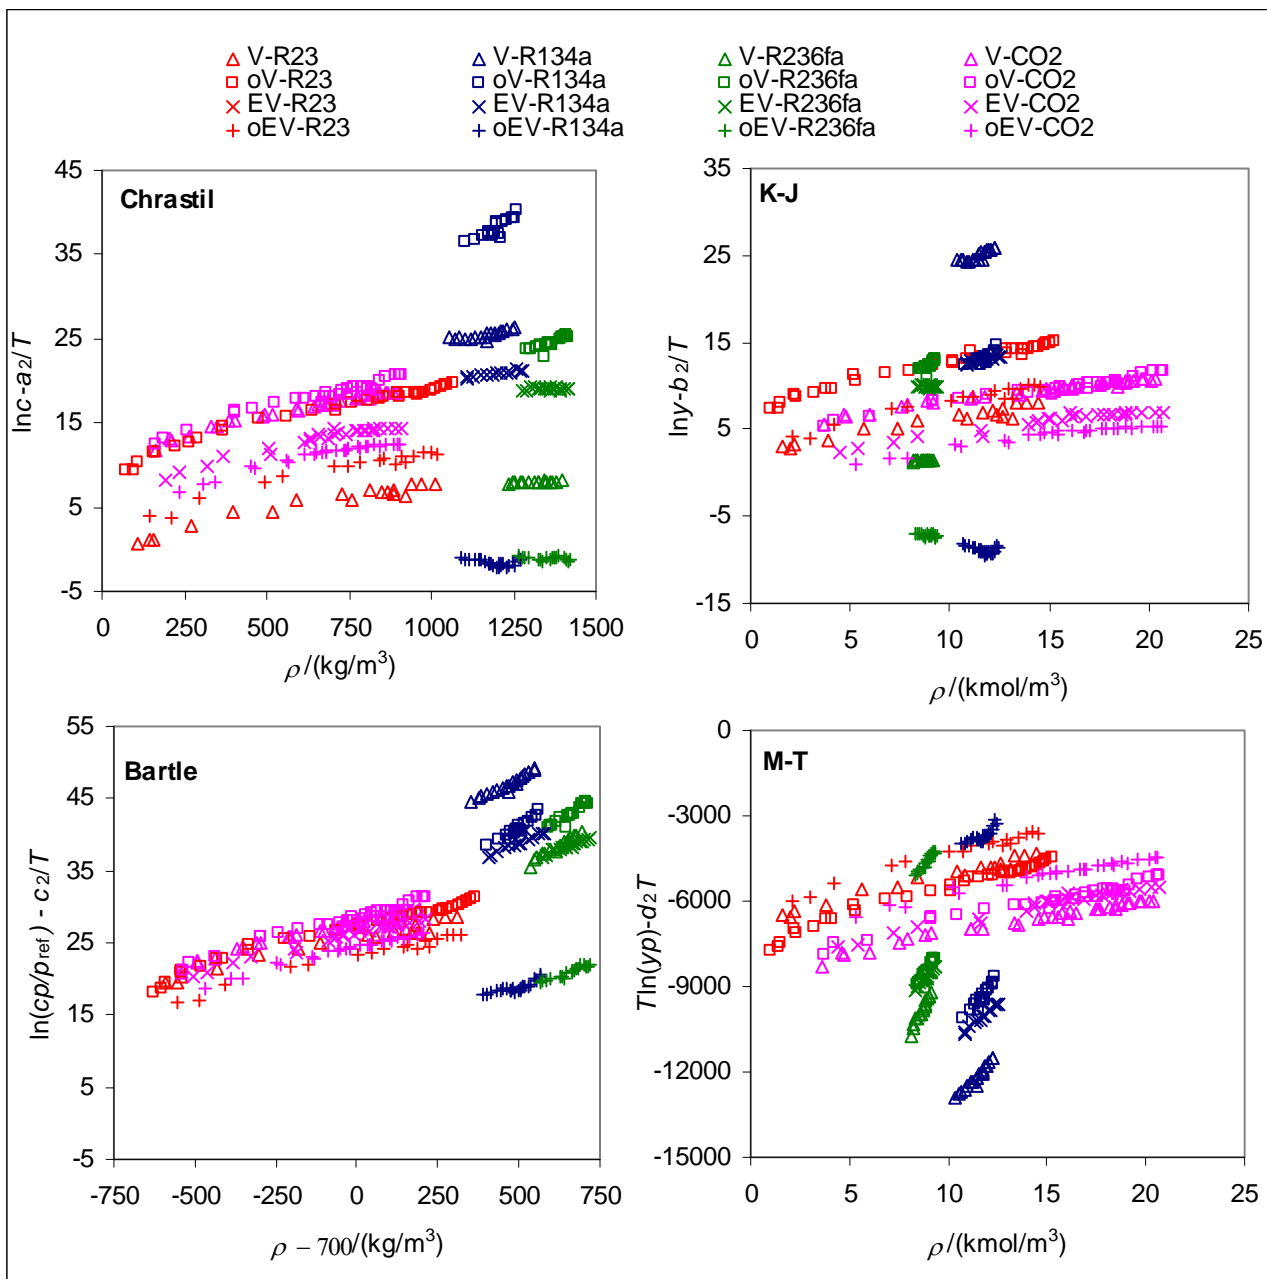 V-R23 V-R134a V-R236fa V-CO2
oV-R23 oV-R134a oV-R236fa oV-CO2
EV-R23 EV-R134a EV-R236fa EV-CO2
oEV-R23 oEV-R134a oEV-R236fa oEV-CO2
Chrastil
lnc-a2/T
45
35
25
15
5
-5
0 250 500 750 1000 1250 1500
ρ/(kg/m³)
K-J
lny-b2/T
35
25
15
5
-5
-15
0 5 10 15 20 25
ρ/(kmol/m³)
Bartle
ln(cp/pref) - c2/T
55
45
35
25
15
5
-5
-750 -500 -250 0 250 500 750
ρ – 700/(kg/m³)
M-T
Tln(yp)-d2T
0
-3000
-6000
-9000
-12000
-15000
0 5 10 15 20 25
ρ/(kmol/m³)